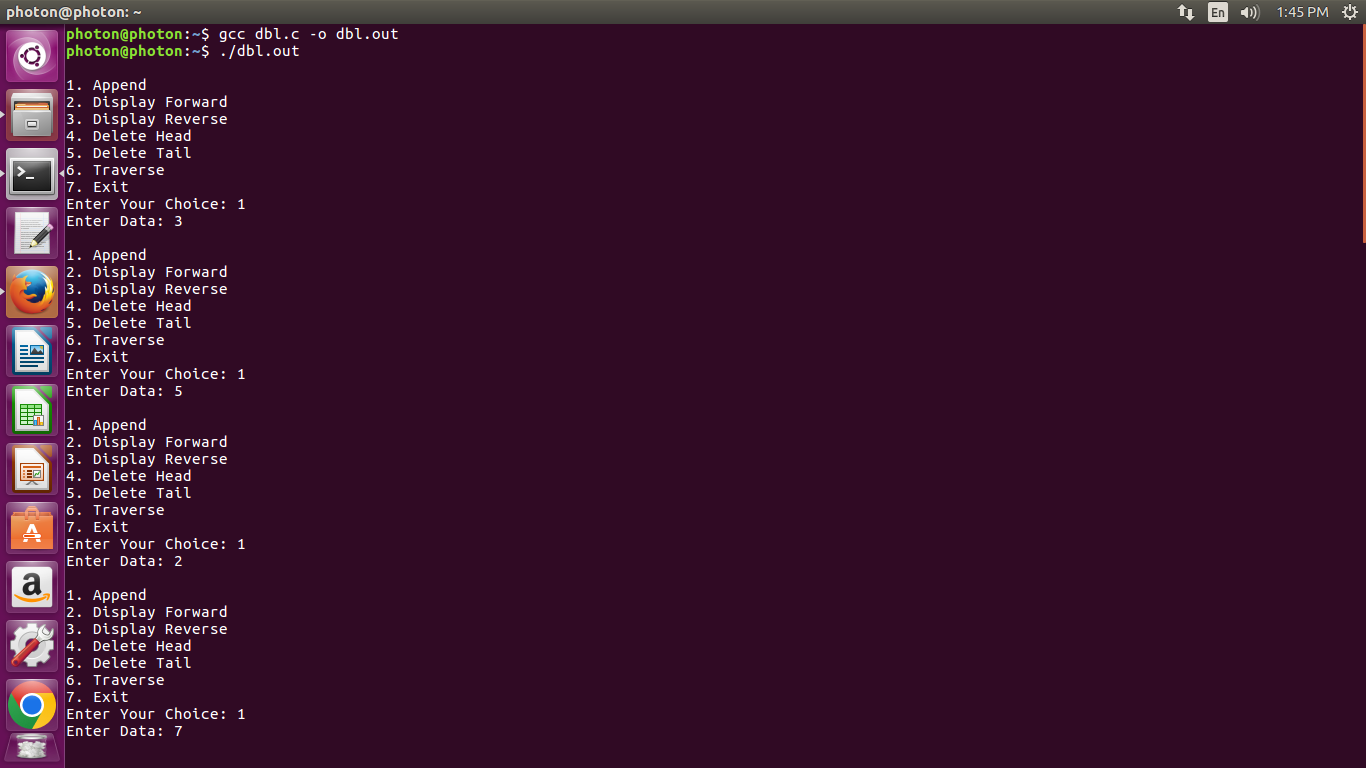 photon@photon: ~
En
1:45 PM
photon@photon:~$ gcc dbl.c -o dbl.out
photon@photon:~$ ./dbl.out
1. Append
2. Display Forward
3. Display Reverse
4. Delete Head
5. Delete Tail
6. Traverse
7. Exit
Enter Your Choice: 1
Enter Data: 3
1. Append
2. Display Forward
3. Display Reverse
4. Delete Head
5. Delete Tail
6. Traverse
7. Exit
Enter Your Choice: 1
Enter Data: 5
1. Append
2. Display Forward
3. Display Reverse
4. Delete Head
5. Delete Tail
6. Traverse
7. Exit
Enter Your Choice: 1
Enter Data: 2
1. Append
2. Display Forward
3. Display Reverse
4. Delete Head
5. Delete Tail
6. Traverse
7. Exit
Enter Your Choice: 1
Enter Data: 7